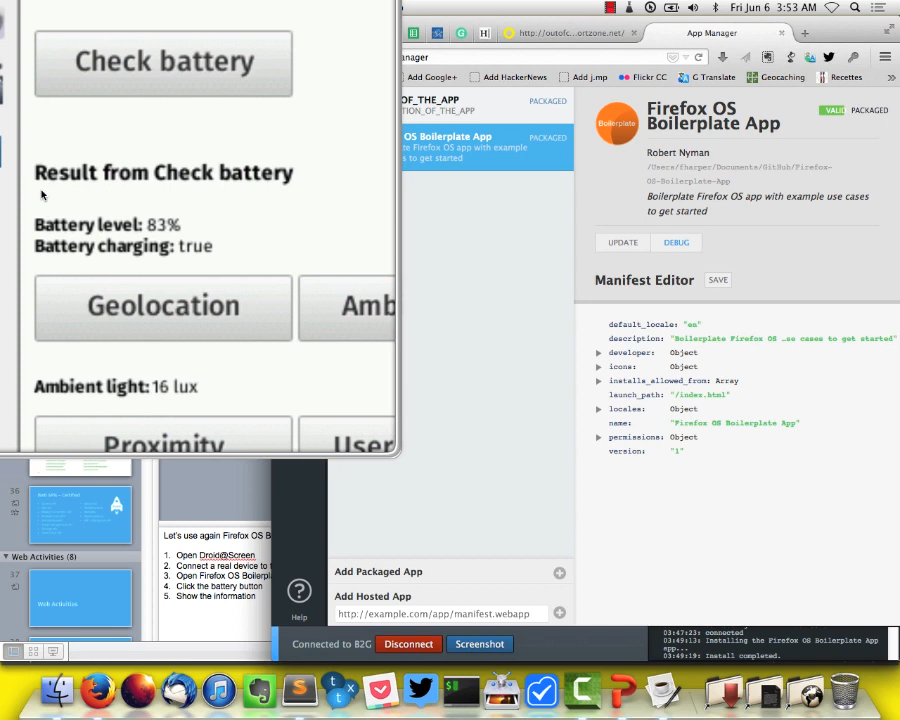 Fri Jun 6 3:53 AM
http://outofc...ortzone.net/
App Manager
anager
Add Google+
Add HackerNews
Add j.mp
Flickr CC
G Translate
Geocaching
Recettes
Check battery
Result from Check battery
Battery level: 83%
Battery charging: true
Geolocation
Amb
Ambient light: 16 lux
Proximity
User
OF_THE_APP
PACKAGED
TION_OF_THE_APP
OS Boilerplate App
PACKAGED
te Firefox OS app with example
s to get started
Boilerplate
Firefox OS
Boilerplate App
VALID
PACKAGED
Robert Nyman
/Users/fharper/Documents/GitHub/Firefox-
OS-Boilerplate-App
Boilerplate Firefox OS app with example use cases
to get started
UPDATE
DEBUG
Manifest Editor
SAVE
default_locale: "en"
description: "Boilerplate Firefox OS …se cases to get started"
developer: Object
icons: Object
installs_allowed_from: Array
launch_path: "/index.html"
locales: Object
name: "Firefox OS Boilerplate App"
permissions: Object
version: "1"
36
Web APIs - Certified
Web Activities (8)
37
Web Activities
Let's use again Firefox OS B
1. Open Droid@Screen
2. Connect a real device to t
3. Open Firefox OS Boilerpl
4. Click the battery button
5. Show the information
Help
Add Packaged App
Add Hosted App
http://example.com/app/manifest.webapp
Connected to B2G
Disconnect
Screenshot
03:47:23: connected
03:49:13: Installing the Firefox OS Boilerplate App
app...
03:49:19: Install completed.